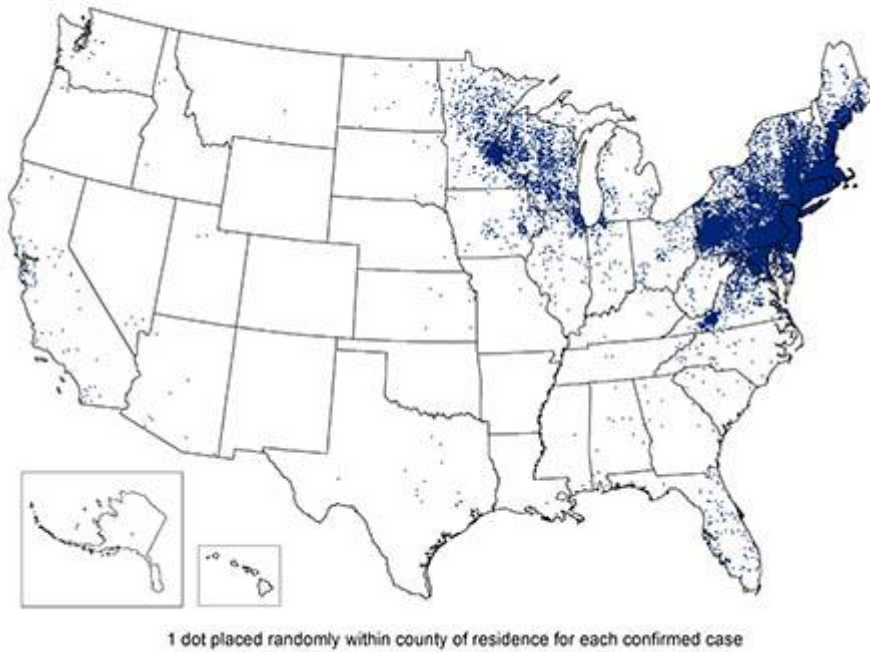 1 dot placed randomly within county of residence for each confirmed case